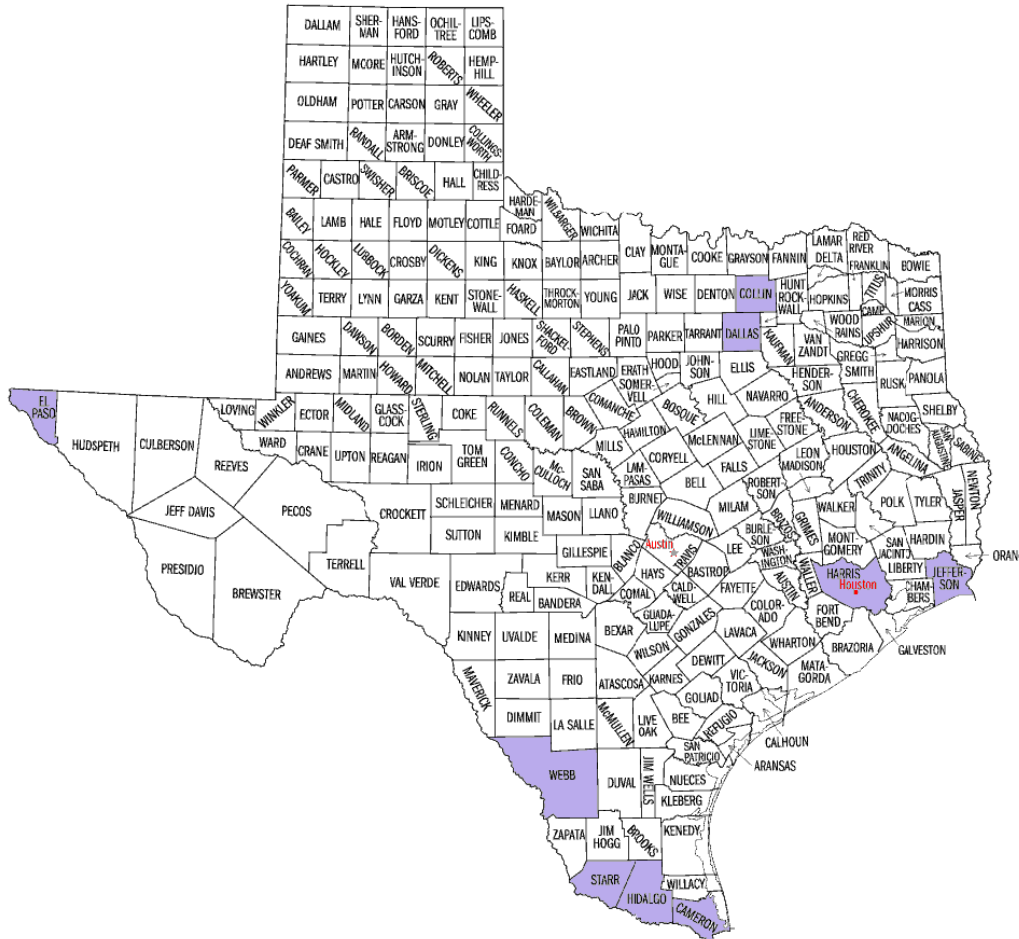 DALLAM
SHER-
MAN
HANS-
FORD
OCHIL-
TREE
LIPS-
COMB
HARTLEY
MOORE
HUTCH-
INSON
ROBERTS
HEMP-
HILL
OLDHAM
POTTER
CARSON
GRAY
WHEELER
DEAF SMITH
RANDALL
ARM-
STRONG
DONLEY
COLLINGS-
WORTH
PARMER
CASTRO
SWISHER
BRISCOE
HALL
CHILD-
RESS
BAILEY
LAMB
HALE
FLOYD
MOTLEY
COTTLE
HARDE-
MAN
FOARD
WILBARGER
WICHITA
COCHRAN
HOCKLEY
LUBBOCK
CROSBY
DICKENS
KING
KNOX
BAYLOR
ARCHER
CLAY
MONTA-
GUE
COOKE
GRAYSON
FANNIN
LAMAR
DELTA
RED
RIVER
FRANKLIN
BOWIE
YOAKUM
TERRY
LYNN
GARZA
KENT
STONE-
WALL
HASKELL
THROCK-
MORTON
YOUNG
JACK
WISE
DENTON
COLLIN
HUNT
ROCK-
WALL
HOPKINS
TITUS
CAMP
MORRIS
CASS
GAINES
DAWSON
BORDEN
SCURRY
FISHER
JONES
SHACKEL-
FORD
STEPHENS
PALO
PINTO
PARKER
TARRANT
DALLAS
KAUFMAN
VAN
ZANDT
WOOD
RAINS
UPSHUR
MARION
HARRISON
GREGG
SMITH
ANDREWS
MARTIN
HOWARD
MITCHELL
NOLAN
TAYLOR
CALLAHAN
EASTLAND
ERATH
SOMER-
VELL
HOOD
JOHN-
SON
ELLIS
HENDER-
SON
RUSK
PANOLA
EL
PASO
HUDSPETH
CULBERSON
REEVES
LOVING
WINKLER
ECTOR
MIDLAND
GLASS-
COCK
STERLING
COKE
RUNNELS
COLEMAN
BROWN
COMANCHE
HAMILTON
BOSQUE
HILL
NAVARRO
FREE-
STONE
ANDERSON
CHEROKEE
NACOG-
DOCHES
SHELBY
SAN
AUGUSTINE
SABINE
WARD
CRANE
UPTON
REAGAN
IRION
TOM
GREEN
CONCHO
Mc-
CULLOCH
SAN
SABA
MILLS
LAM-
PASAS
CORYELL
McLENNAN
LIME-
STONE
FALLS
BELL
LEON
MADISON
HOUSTON
ANGELINA
TRINITY
POLK
TYLER
JASPER
NEWTON
JEFF DAVIS
PECOS
CROCKETT
SCHLEICHER
MENARD
MASON
LLANO
BURNET
WILLIAMSON
MILAM
ROBERT-
SON
BRAZOS
GRIMES
WALKER
SUTTON
KIMBLE
GILLESPIE
BLANCO
Austin
TRAVIS
LEE
BURLE-
SON
WASH-
INGTON
MONT-
GOMERY
SAN
JACINTO
HARDIN
LIBERTY
ORAN
PRESIDIO
BREWSTER
TERRELL
VAL VERDE
EDWARDS
REAL
KERR
BANDERA
KEN-
DALL
HAYS
COMAL
CALD-
WELL
BASTROP
FAYETTE
AUSTIN
WALLER
HARRIS
Houston
CHAM-
BERS
JEFFER-
SON
KINNEY
UVALDE
MEDINA
BEXAR
GUADA-
LUPE
GONZALES
WILSON
LAVACA
COLOR-
ADO
FORT
BEND
WHARTON
BRAZORIA
GALVESTON
MAVERICK
ZAVALA
FRIO
ATASCOSA
KARNES
DEWITT
JACKSON
MATA-
GORDA
VIC-
TORIA
GOLIAD
DIMMIT
LA SALLE
McMULLEN
LIVE
OAK
BEE
REFUGIO
CALHOUN
SAN
PATRICIO
ARANSAS
WEBB
DUVAL
JIM WELLS
NUECES
KLEBERG
ZAPATA
JIM
HOGG
BROOKS
KENEDY
STARR
HIDALGO
WILLACY
CAMERON